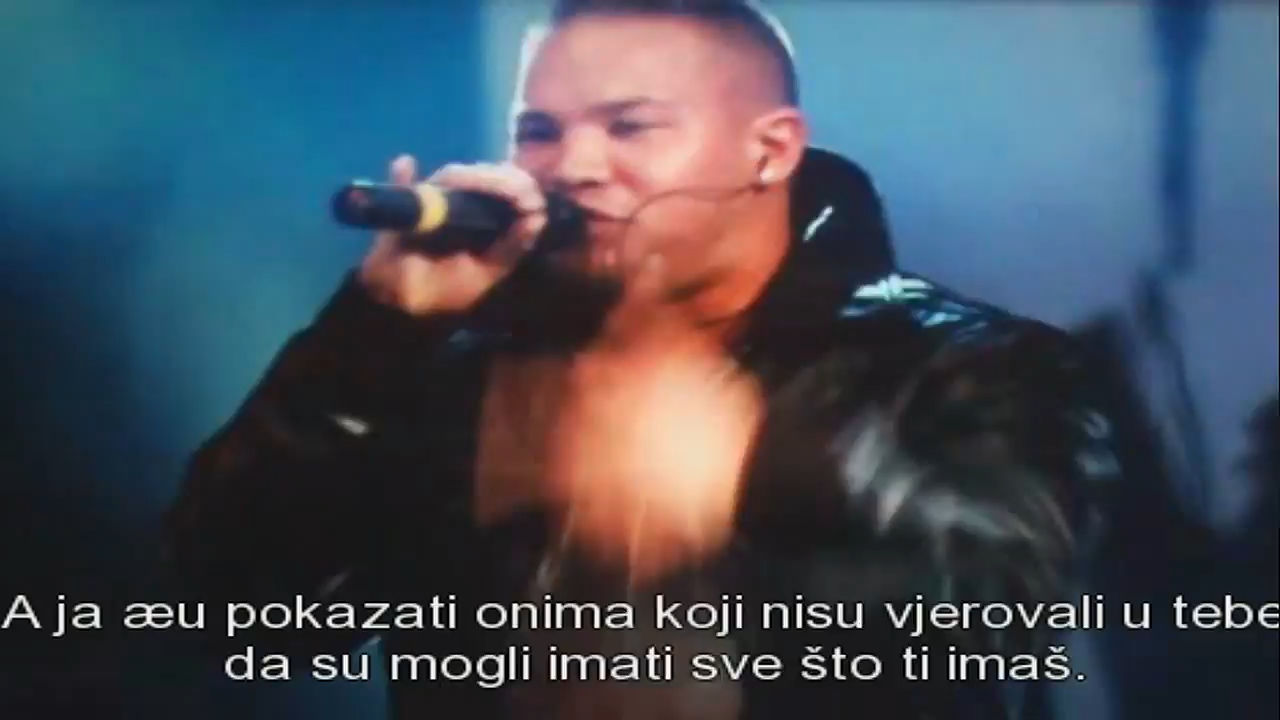 A ja æu pokazati onima koji nisu vjerovali u tebe
da su mogli imati sve što ti imaš.